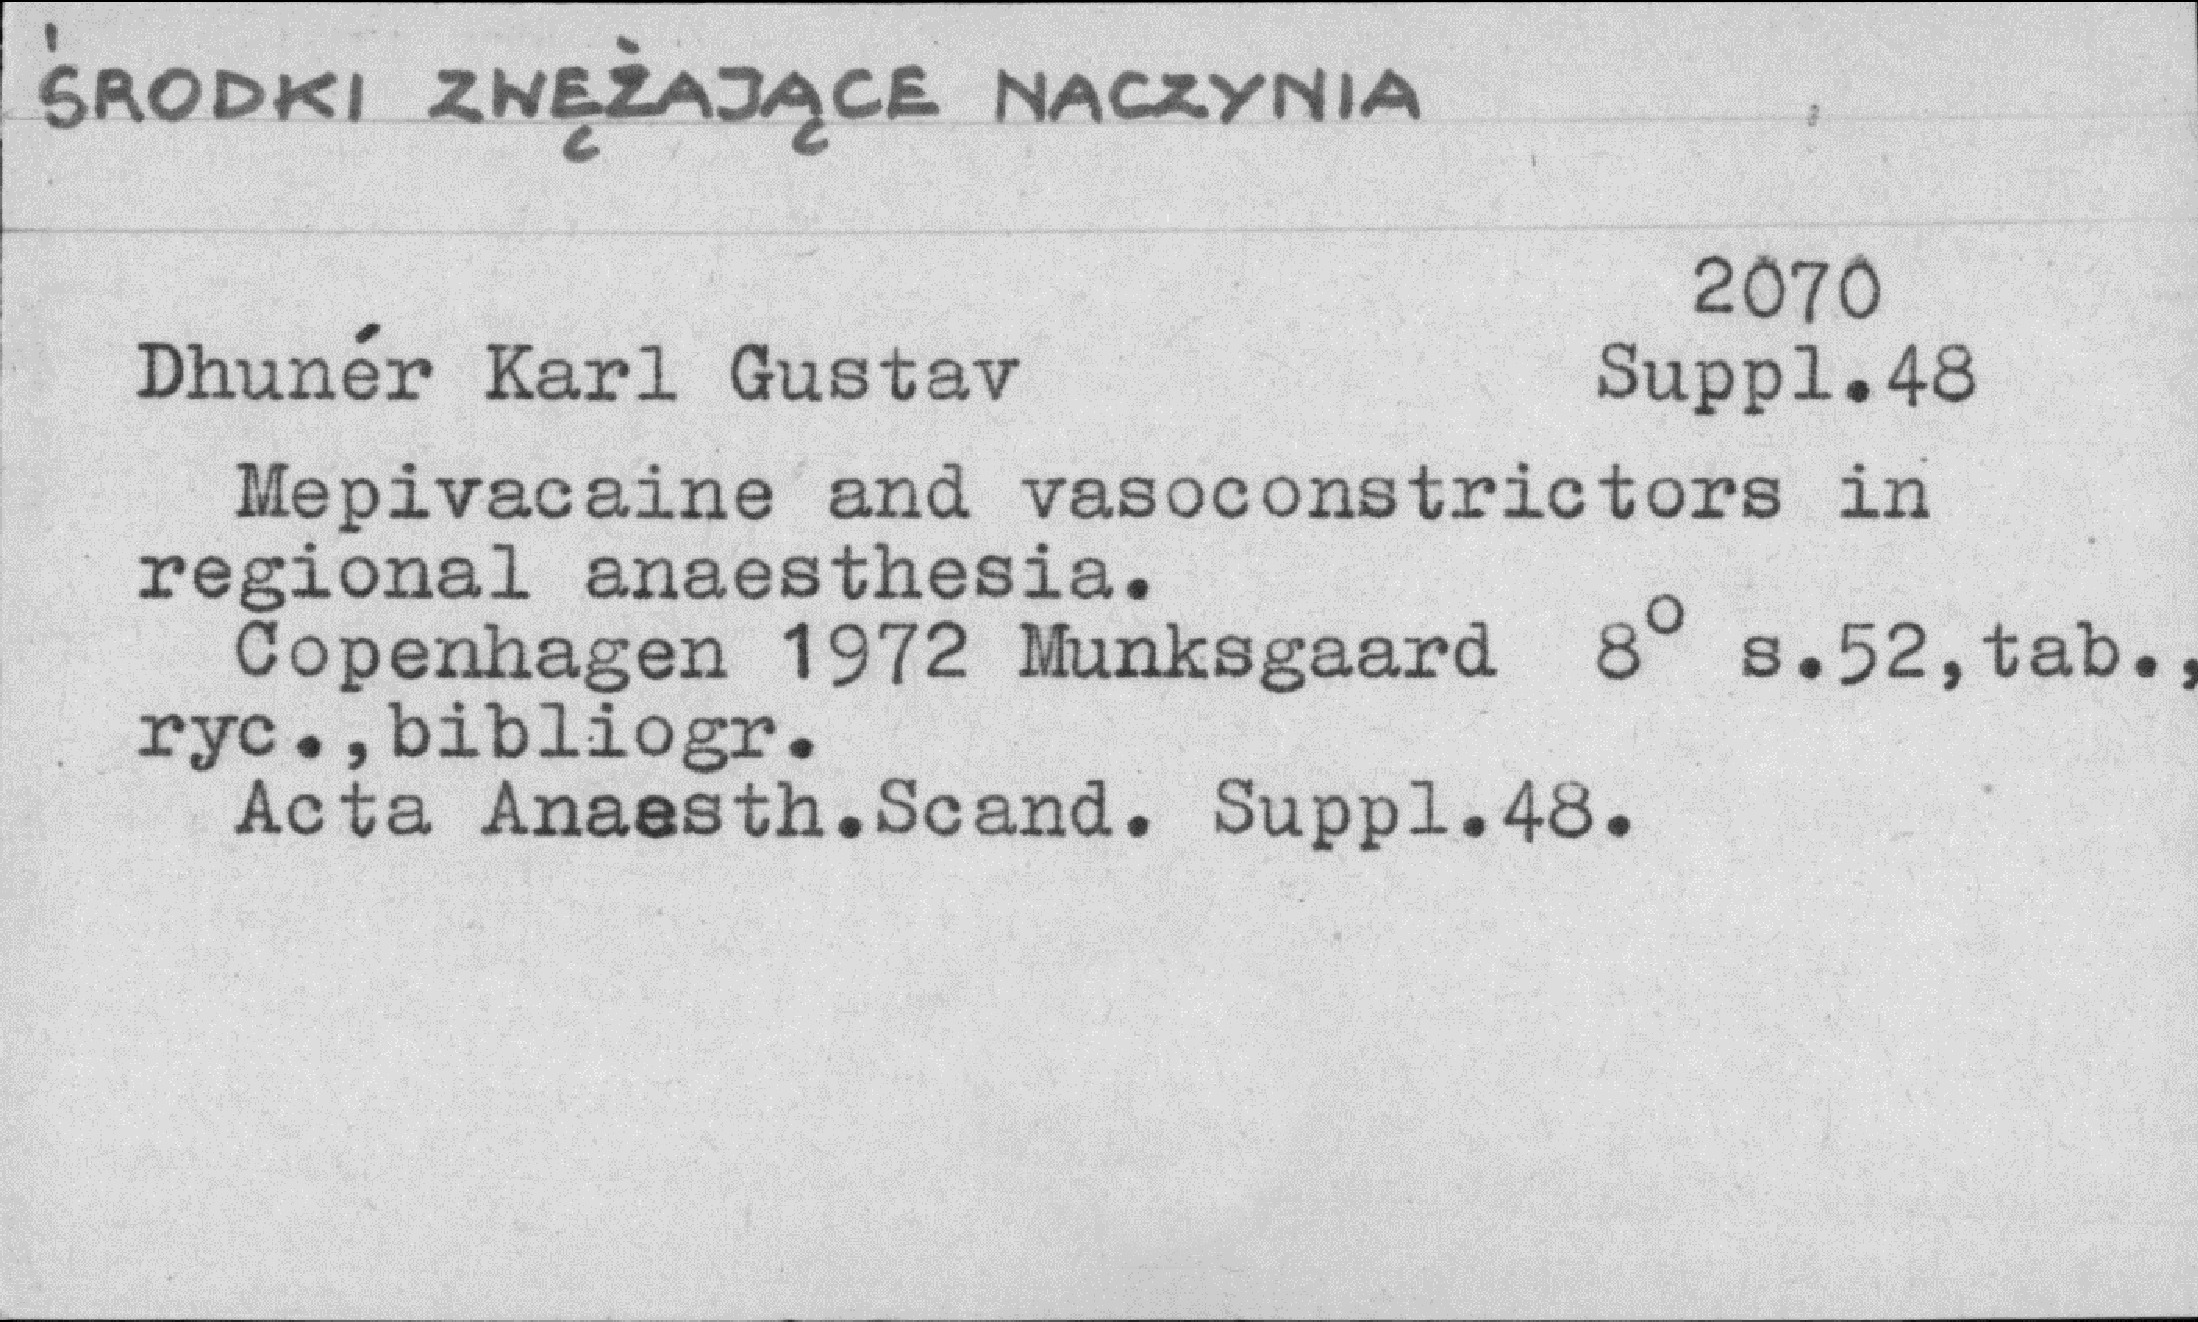 ŚRODKI ZWĘŻAJĄCE NACZYNIA
2070
Dhunér Karl Gustav Suppl.48
Mepivacaine and vasoconstrictors in
regional anaesthesia.
Copenhagen 1972 Munksgaard 8° s.52,tab.,
ryc.,bibliogr.
Acta Anaesth.Scand. Suppl.48.